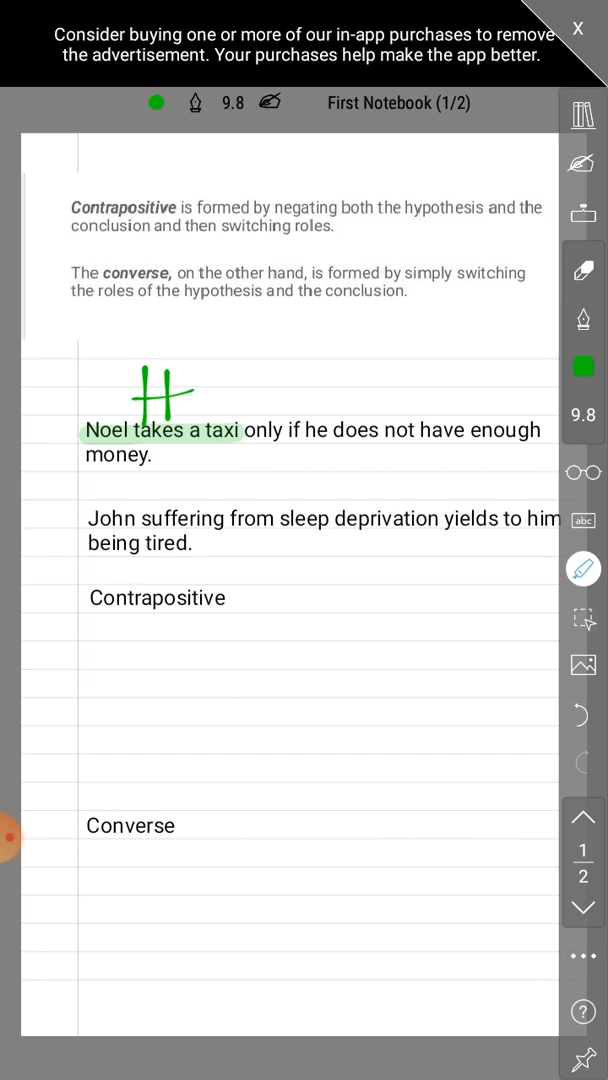 Consider buying one or more of our in-app purchases to remove
the advertisement. Your purchases help make the app better.
X
9.8
First Notebook (1/2)
Contrapositive is formed by negating both the hypothesis and the
conclusion and then switching roles.
The converse, on the other hand, is formed by simply switching
the roles of the hypothesis and the conclusion.
9.8
H
Noel takes a taxi only if he does not have enough
money.
abc
John suffering from sleep deprivation yields to him
being tired.
Contrapositive
Converse
1
2
?